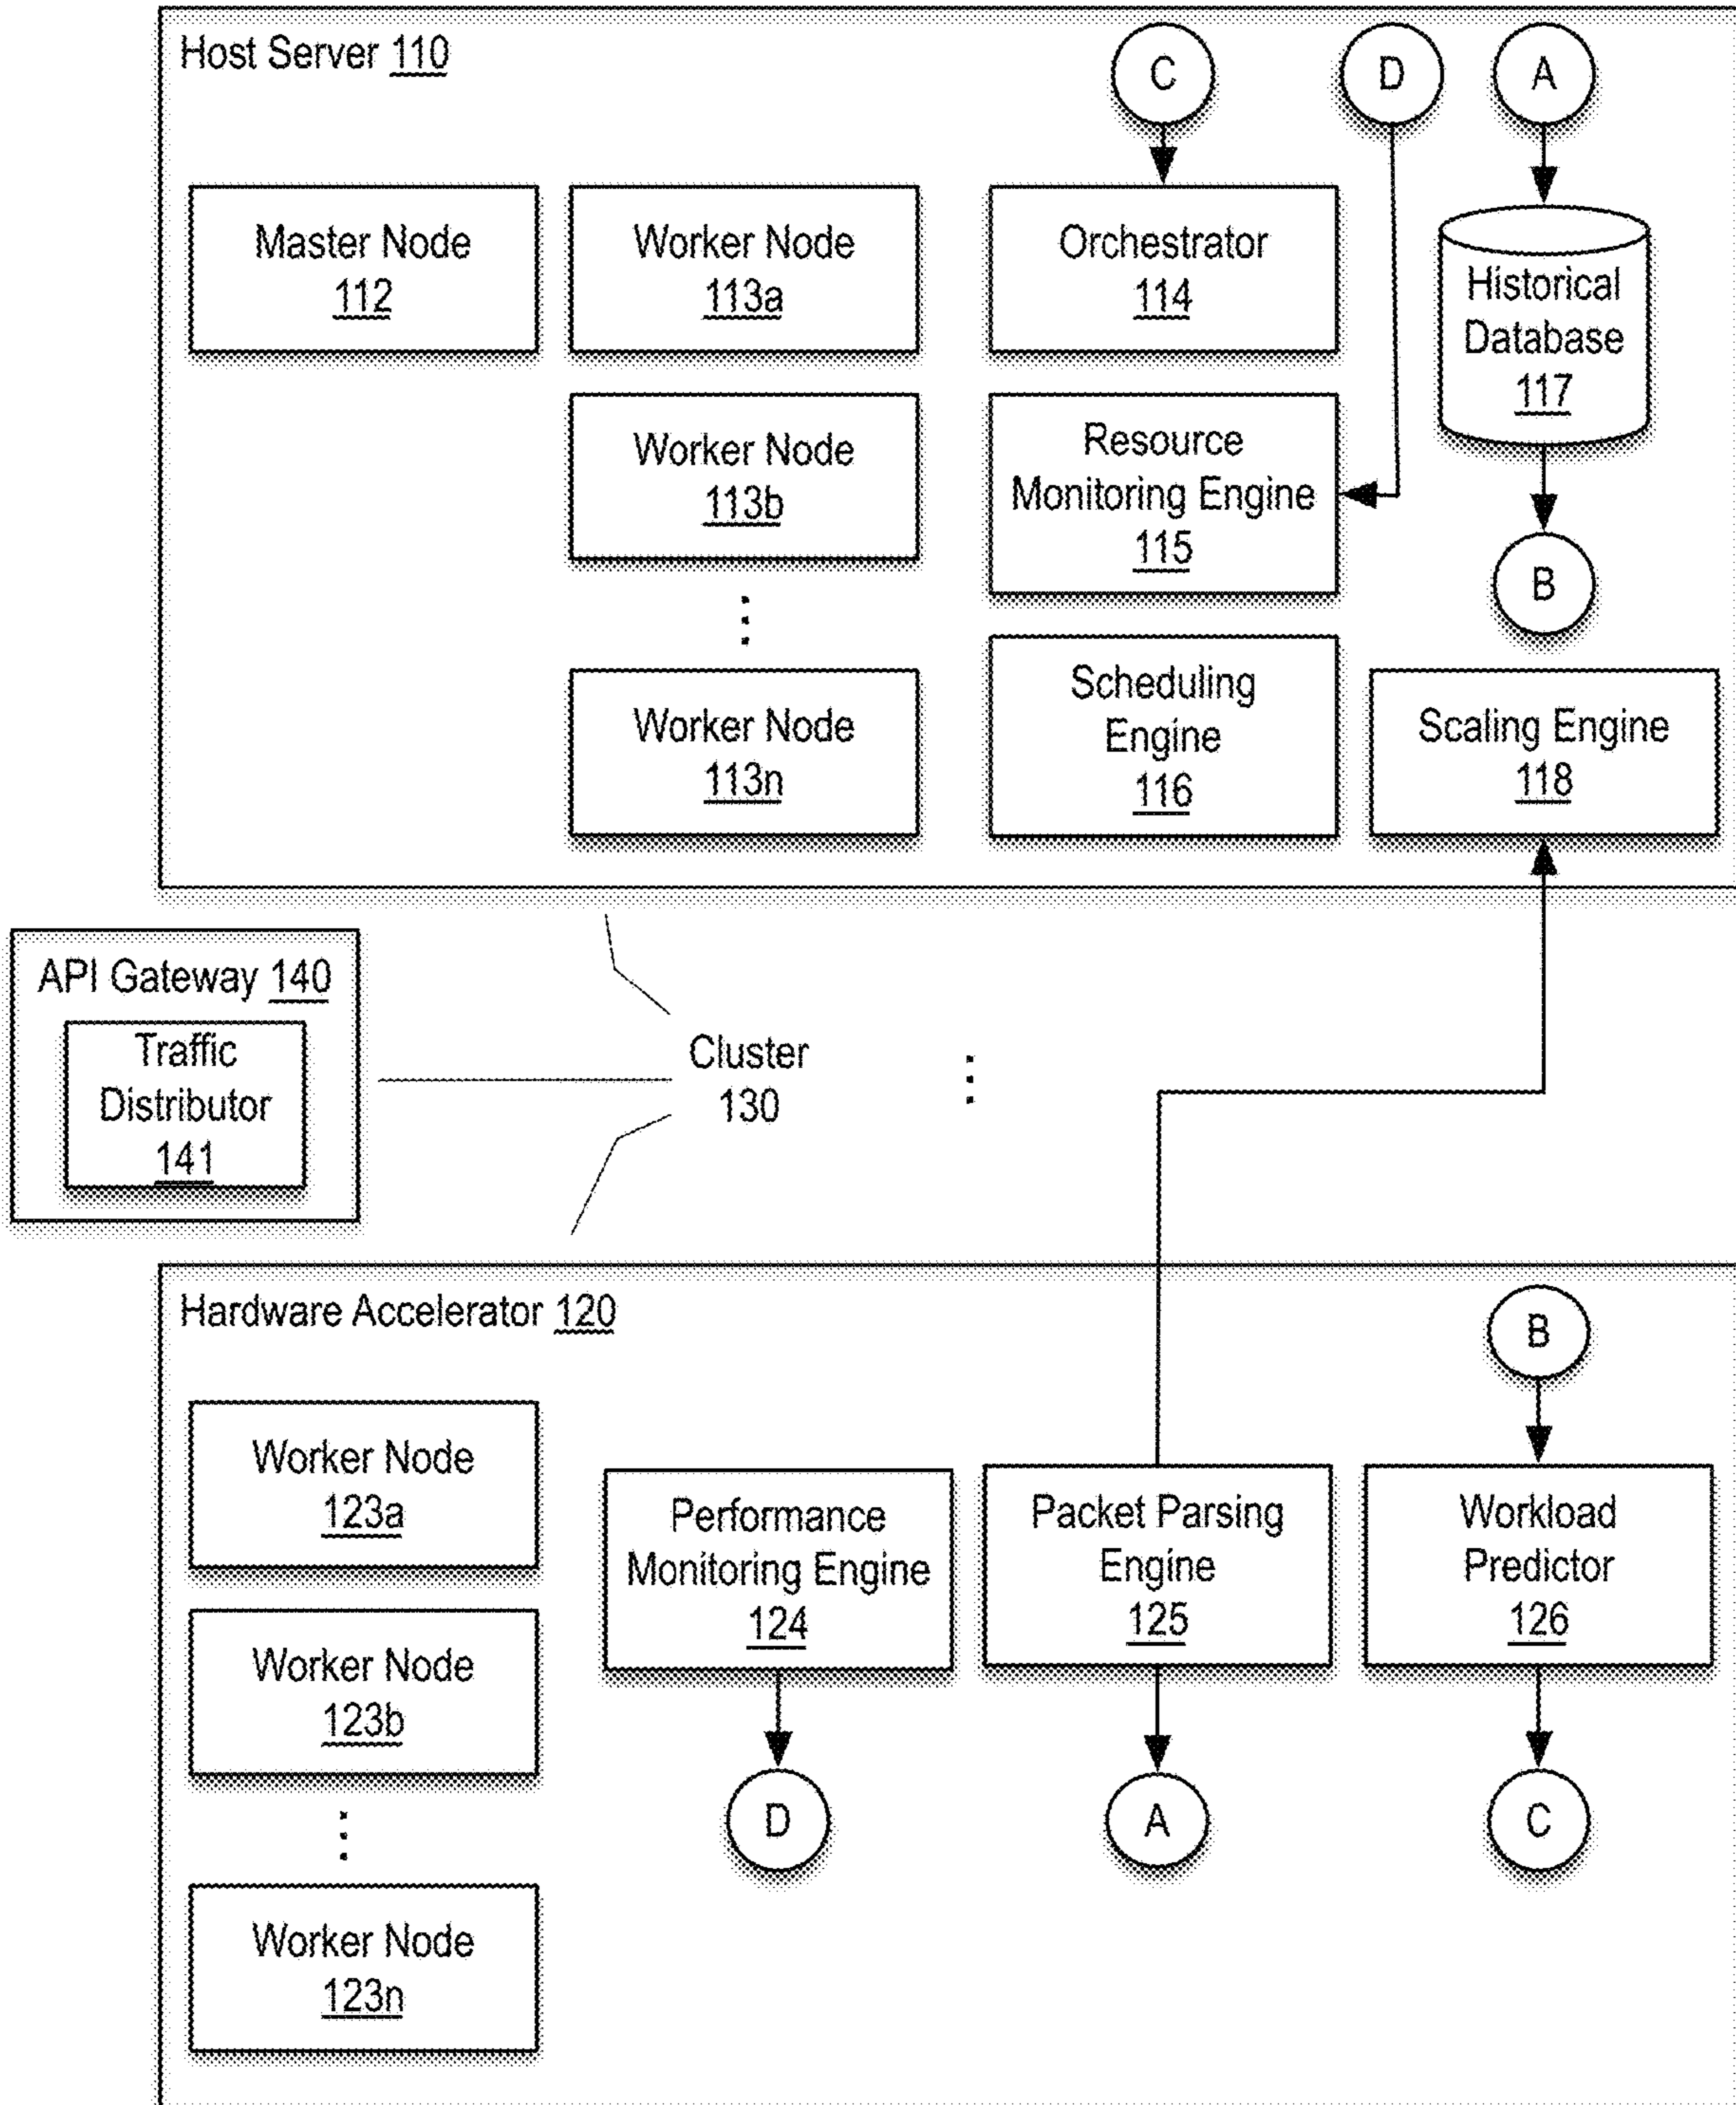 Host Server 110
C
D
A
Master Node
112
Worker Node
113a
Orchestrator
114
Historical
Database
117
Worker Node
113b
Resource
Monitoring Engine
115
B
Worker Node
113n
Scheduling
Engine
116
Scaling Engine
118
API Gateway 140
Traffic
Distributor
141
Cluster
130
Hardware Accelerator 120
B
Worker Node
123a
Performance
Monitoring Engine
124
Packet Parsing
Engine
125
Workload
Predictor
126
Worker Node
123b
D
A
C
Worker Node
123n